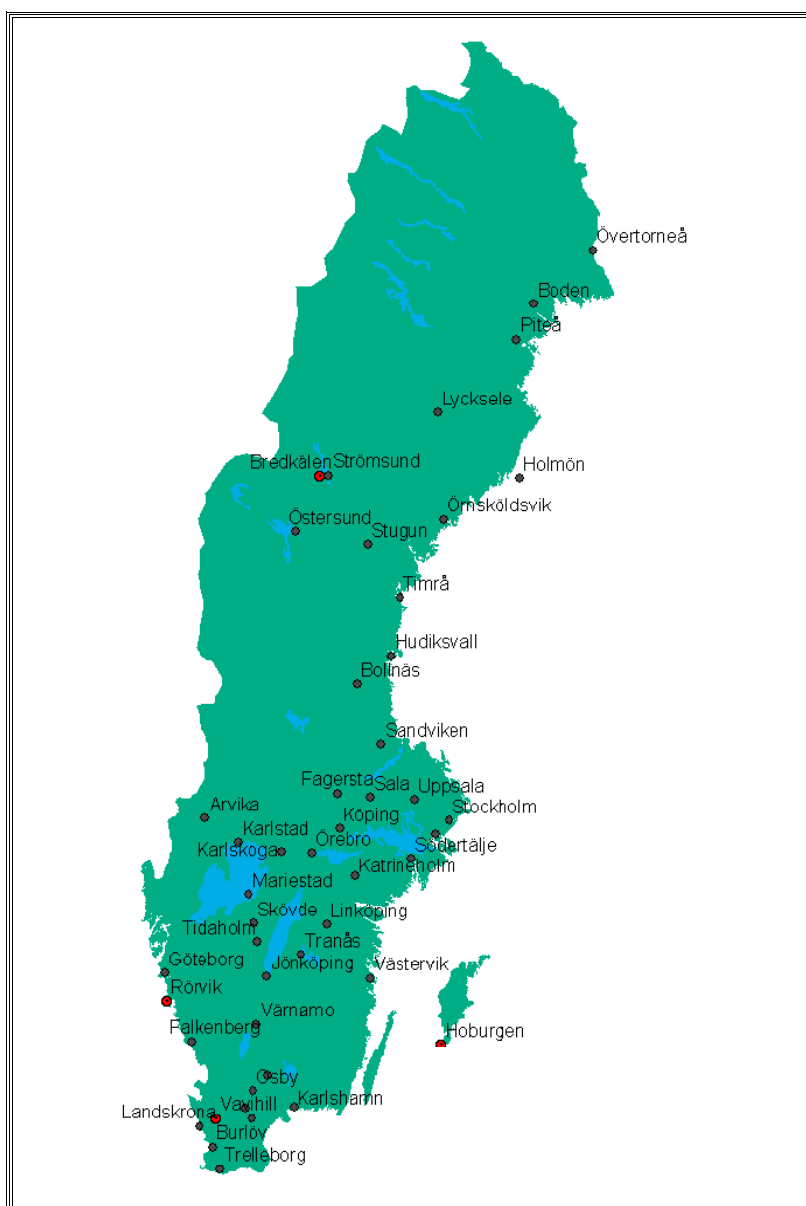 Övertorneå
Boden
Piteå
Lycksele
Bredkälen
Strömsund
Holmön
Örnsköldsvik
Östersund
Stugun
Timrå
Hudiksvall
Bollnäs
Sandviken
Fagersta
Sala
Uppsala
Arvika
Stockholm
Köping
Karlstad
Örebro
Södertälje
Karlskoga
Katrineholm
Mariestad
Skövde
Linköping
Tidaholm
Tranås
Göteborg
Jönköping
Västervik
Rörvik
Värnamo
Falkenberg
Hoburgen
Osby
Landskrona
Vavihill
Karlshamn
Burlöv
Trelleborg